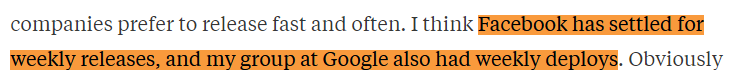 companies prefer to release fast and often. I think Facebook has settled for
weekly releases, and my group at Google also had weekly deploys. Obviously